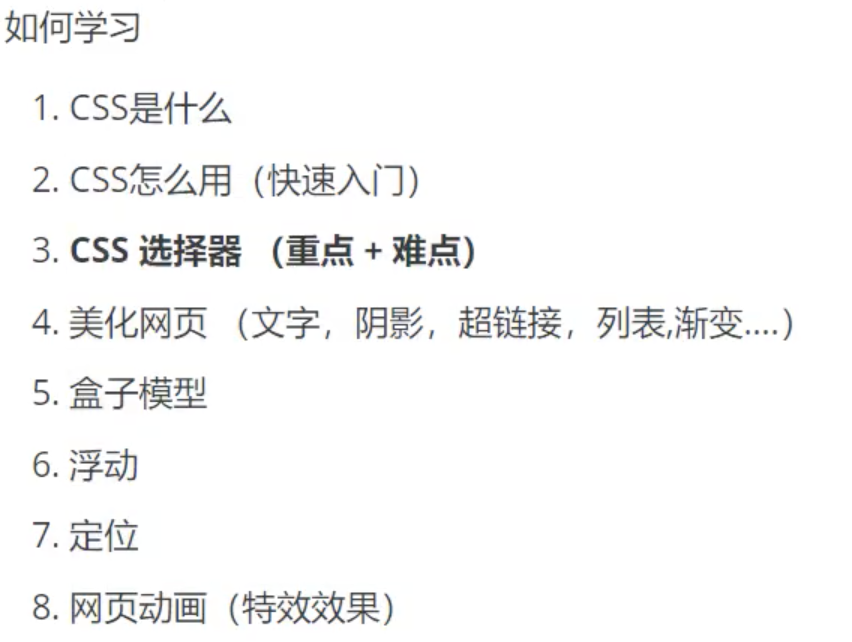 如何学习
1. CSS是什么
2. CSS怎么用（快速入门）
3. CSS 选择器 （重点 + 难点）
4. 美化网页 （文字，阴影，超链接，列表,渐变....）
5. 盒子模型
6. 浮动
7. 定位
8. 网页动画（特效效果）